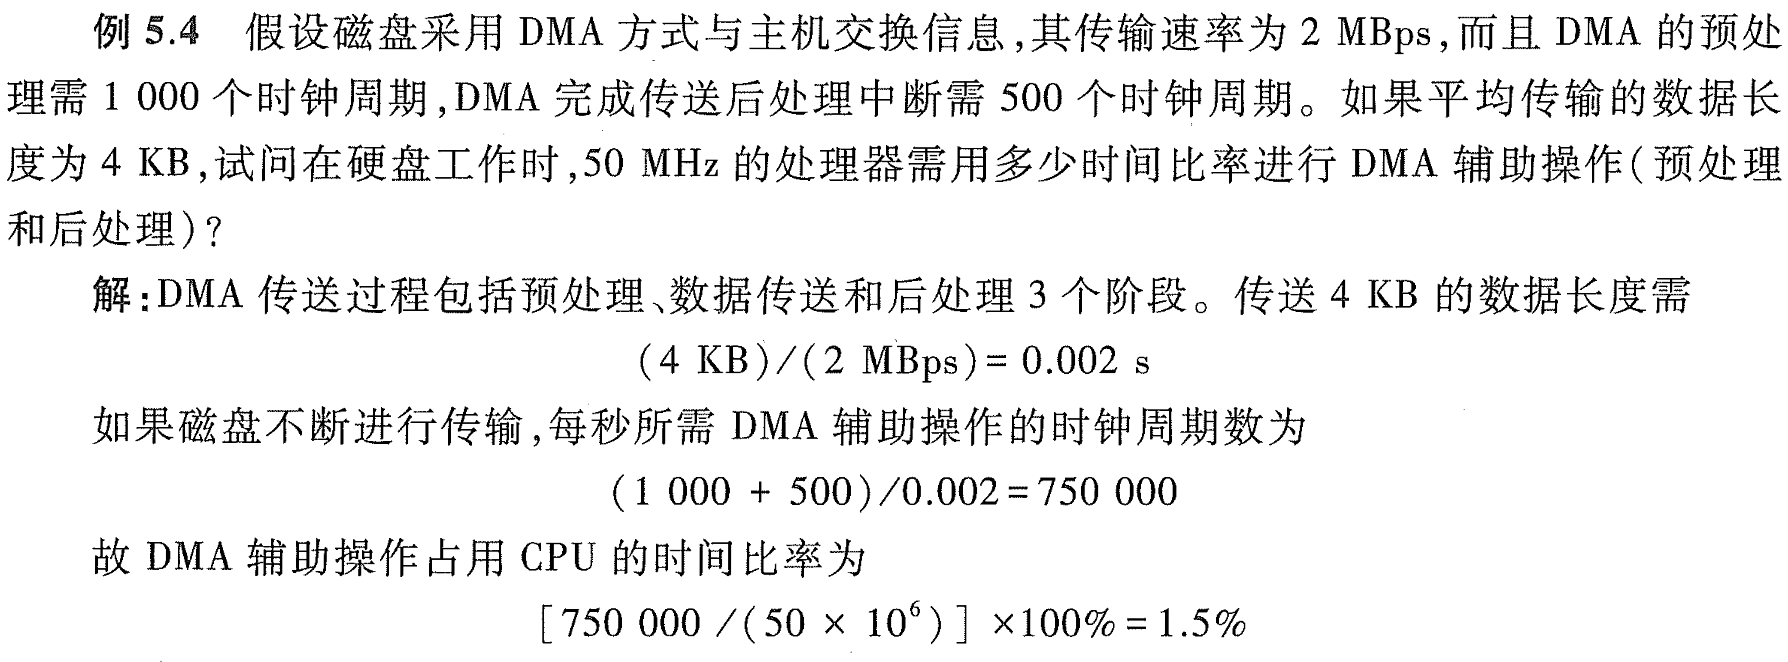 例 5.4 假设磁盘采用 DMA 方式与主机交换信息,其传输速率为 2 MBps,而且 DMA 的预处
理需 1 000 个时钟周期,DMA 完成传送后处理中断需 500 个时钟周期。如果平均传输的数据长
度为 4 KB,试问在硬盘工作时,50 MHz 的处理器需用多少时间比率进行 DMA 辅助操作(预处理
和后处理)?
解:DMA 传送过程包括预处理、数据传送和后处理 3 个阶段。传送 4 KB 的数据长度需
(4 KB)/(2 MBps)= 0.002 s
如果磁盘不断进行传输,每秒所需 DMA 辅助操作的时钟周期数为
(1 000 + 500)/0.002=750 000
故 DMA 辅助操作占用 CPU 的时间比率为
[750 000 /(50 × 10⁶)] ×100%=1.5%